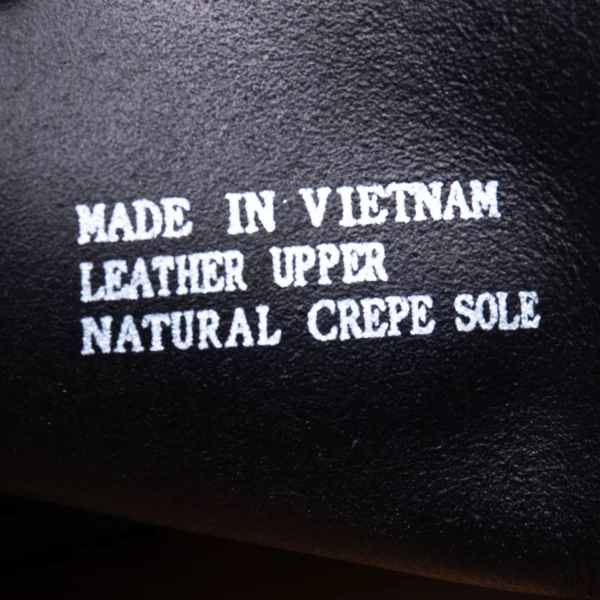 MADE IN VIETNAM
LEATHER UPPER
NATURAL CREPE SOLE